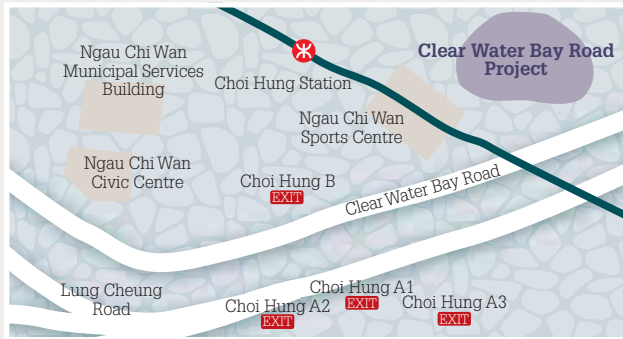 Ngau Chi Wan
Municipal Services
Building
Choi Hung Station
Clear Water Bay Road
Project
Ngau Chi Wan
Sports Centre
Ngau Chi Wan
Civic Centre
Choi Hung B
EXIT
Clear Water Bay Road
Lung Cheung
Road
Choi Hung A2
EXIT
Choi Hung A1
EXIT
Choi Hung A3
EXIT